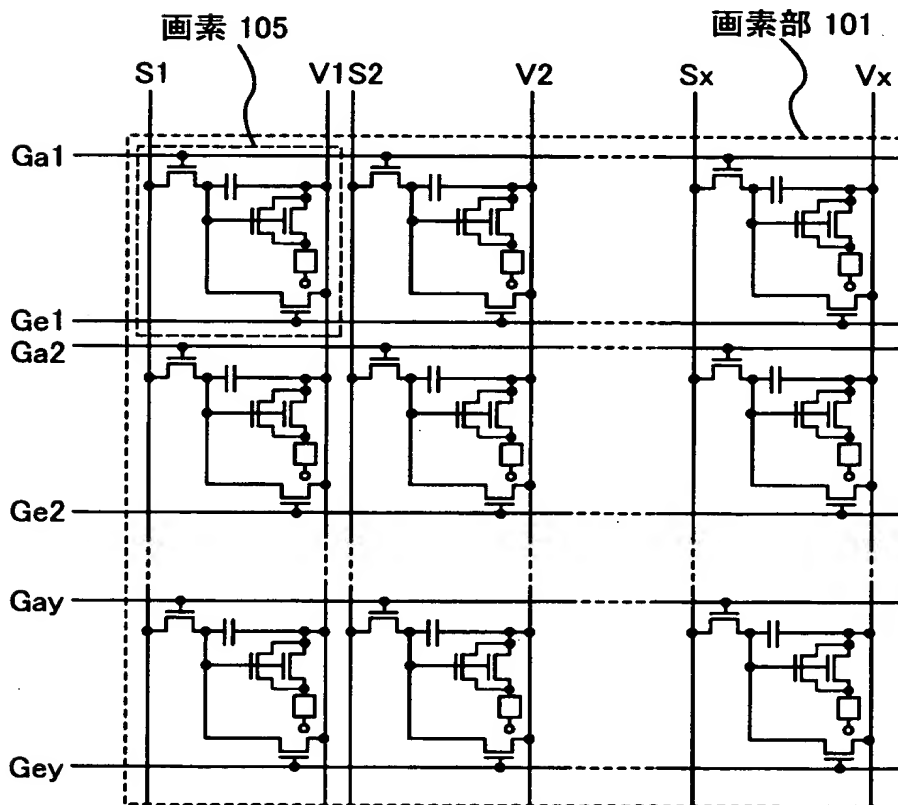 画素 105
画素部 101
S1 V1 S2 V2 Sx Vx
Ga1
Ge1
Ga2
Ge2
Gay
Gey